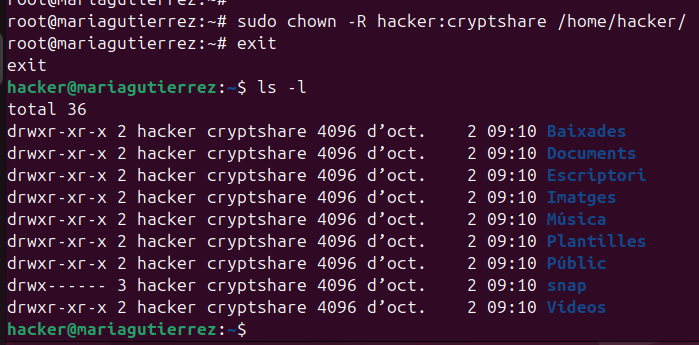 root@mariagutierrez:~#
root@mariagutierrez:~# sudo chown -R hacker:cryptshare /home/hacker/
root@mariagutierrez:~# exit
exit
hacker@mariagutierrez:~$ ls -l
total 36
drwxr-xr-x 2 hacker cryptshare 4096 d’oct.    2 09:10 Baixades
drwxr-xr-x 2 hacker cryptshare 4096 d’oct.    2 09:10 Documents
drwxr-xr-x 2 hacker cryptshare 4096 d’oct.    2 09:10 Escriptori
drwxr-xr-x 2 hacker cryptshare 4096 d’oct.    2 09:10 Imatges
drwxr-xr-x 2 hacker cryptshare 4096 d’oct.    2 09:10 Música
drwxr-xr-x 2 hacker cryptshare 4096 d’oct.    2 09:10 Plantilles
drwxr-xr-x 2 hacker cryptshare 4096 d’oct.    2 09:10 Públic
drwx------ 3 hacker cryptshare 4096 d’oct.    2 09:10 snap
drwxr-xr-x 2 hacker cryptshare 4096 d’oct.    2 09:10 Vídeos
hacker@mariagutierrez:~$